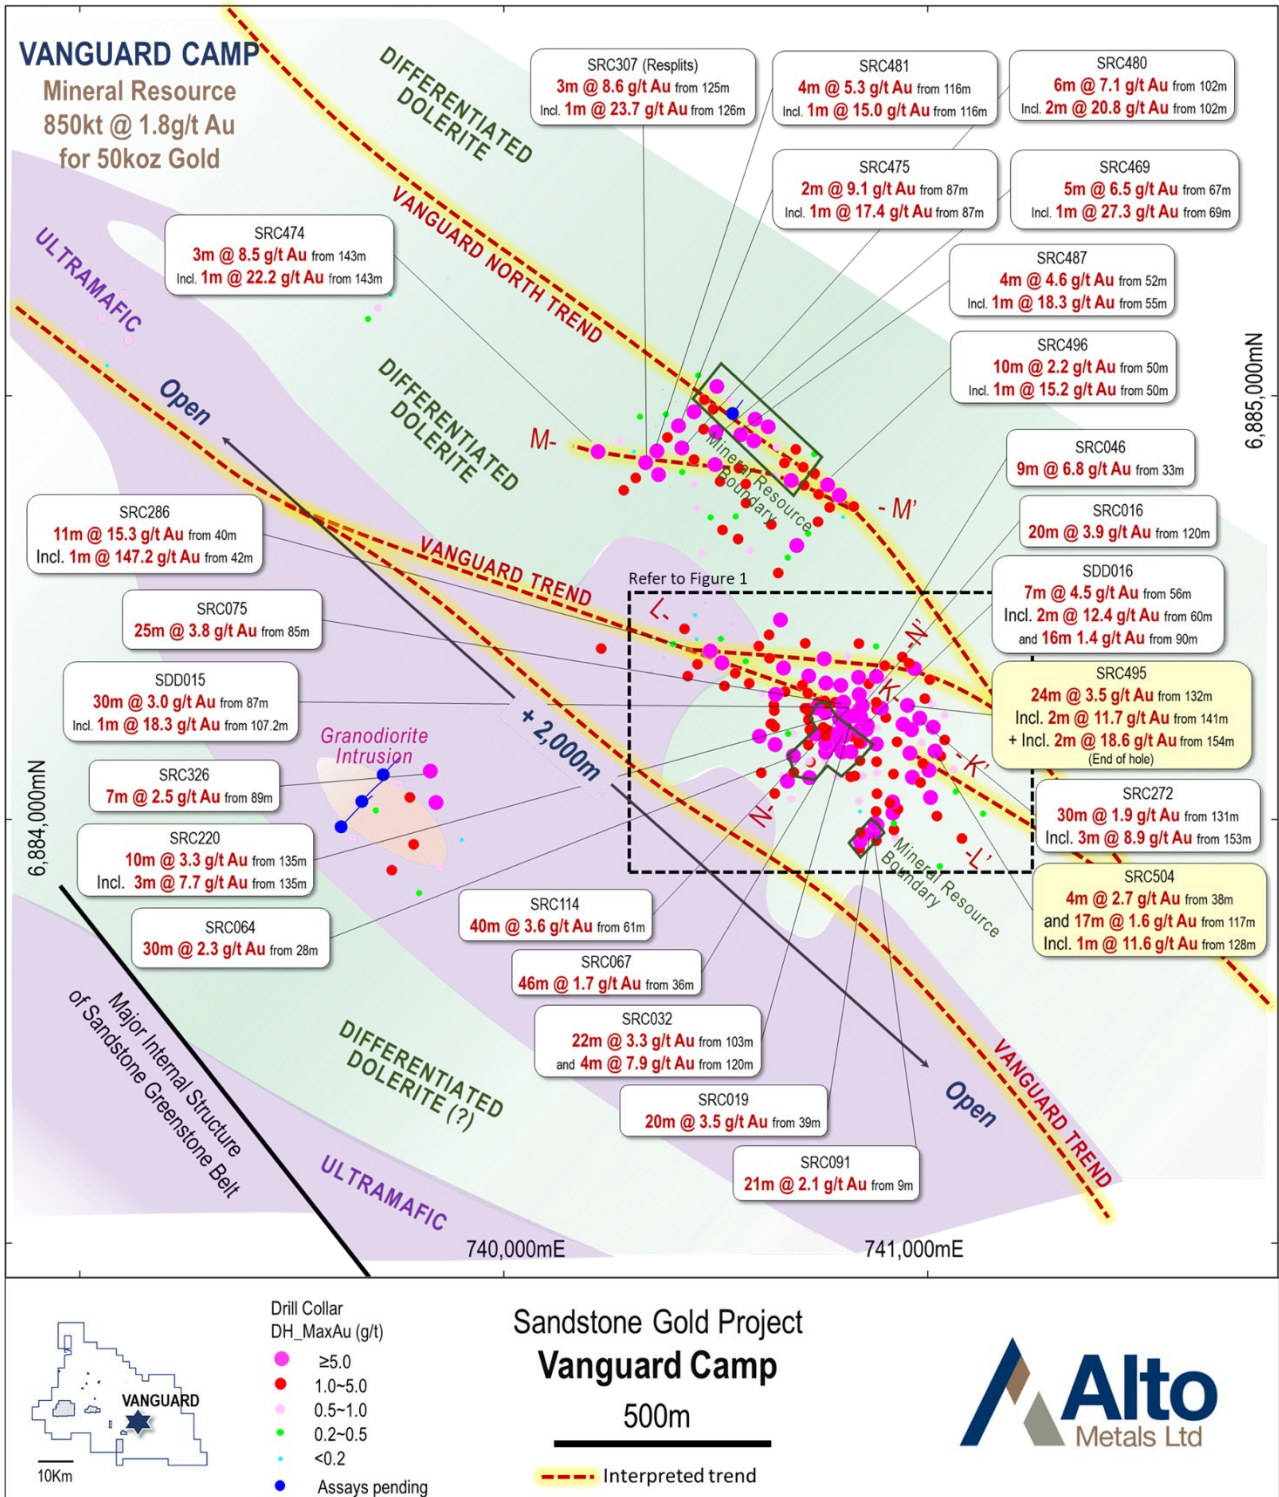 VANGUARD CAMP
Mineral Resource
850kt @ 1.8g/t Au
for 50koz Gold
DIFFERENTIATED
DOLERITE
SRC307 (Resplits)
3m @ 8.6 g/t Au from 125m
Incl. 1m @ 23.7 g/t Au from 126m
SRC481
4m @ 5.3 g/t Au from 116m
Incl. 1m @ 15.0 g/t Au from 116m
SRC480
6m @ 7.1 g/t Au from 102m
Incl. 2m @ 20.8 g/t Au from 102m
SRC475
2m @ 9.1 g/t Au from 87m
Incl. 1m @ 17.4 g/t Au from 87m
SRC469
5m @ 6.5 g/t Au from 67m
Incl. 1m @ 27.3 g/t Au from 69m
SRC474
3m @ 8.5 g/t Au from 143m
Incl. 1m @ 22.2 g/t Au from 143m
SRC487
4m @ 4.6 g/t Au from 52m
Incl. 1m @ 18.3 g/t Au from 55m
VANGUARD NORTH TREND
ULTRAMAFIC
SRC496
10m @ 2.2 g/t Au from 50m
Incl. 1m @ 15.2 g/t Au from 50m
6,885,000mN
Open
DIFFERENTIATED
DOLERITE
M-
- M'
Mineral Resource
Boundary
SRC046
9m @ 6.8 g/t Au from 33m
SRC016
20m @ 3.9 g/t Au from 120m
SRC286
11m @ 15.3 g/t Au from 40m
Incl. 1m @ 147.2 g/t Au from 42m
VANGUARD TREND
Refer to Figure 1
SDD016
7m @ 4.5 g/t Au from 56m
Incl. 2m @ 12.4 g/t Au from 60m
and 16m 1.4 g/t Au from 90m
SRC075
25m @ 3.8 g/t Au from 85m
L-
-N'
K-
SRC495
24m @ 3.5 g/t Au from 132m
Incl. 2m @ 11.7 g/t Au from 141m
+ Incl. 2m @ 18.6 g/t Au from 154m
(End of hole)
SDD015
30m @ 3.0 g/t Au from 87m
Incl. 1m @ 18.3 g/t Au from 107.2m
+ 2,000m
Granodiorite
Intrusion
- K'
SRC326
7m @ 2.5 g/t Au from 89m
6,884,000mN
N-
-L'
SRC272
30m @ 1.9 g/t Au from 131m
Incl. 3m @ 8.9 g/t Au from 153m
SRC220
10m @ 3.3 g/t Au from 135m
Incl. 3m @ 7.7 g/t Au from 135m
Mineral Resource
Boundary
SRC504
4m @ 2.7 g/t Au from 38m
and 17m @ 1.6 g/t Au from 117m
Incl. 1m @ 11.6 g/t Au from 128m
SRC064
30m @ 2.3 g/t Au from 28m
SRC114
40m @ 3.6 g/t Au from 61m
SRC067
46m @ 1.7 g/t Au from 36m
Major Internal Structure
of Sandstone Greenstone Belt
SRC032
22m @ 3.3 g/t Au from 103m
and 4m @ 7.9 g/t Au from 120m
DIFFERENTIATED
DOLERITE (?)
SRC019
20m @ 3.5 g/t Au from 39m
Open
VANGUARD TREND
SRC091
21m @ 2.1 g/t Au from 9m
ULTRAMAFIC
740,000mE
741,000mE
VANGUARD
10Km
Drill Collar
DH_MaxAu (g/t)
≥5.0
1.0~5.0
0.5~1.0
0.2~0.5
<0.2
Assays pending
Sandstone Gold Project
Vanguard Camp
500m
Interpreted trend
Alto
Metals Ltd